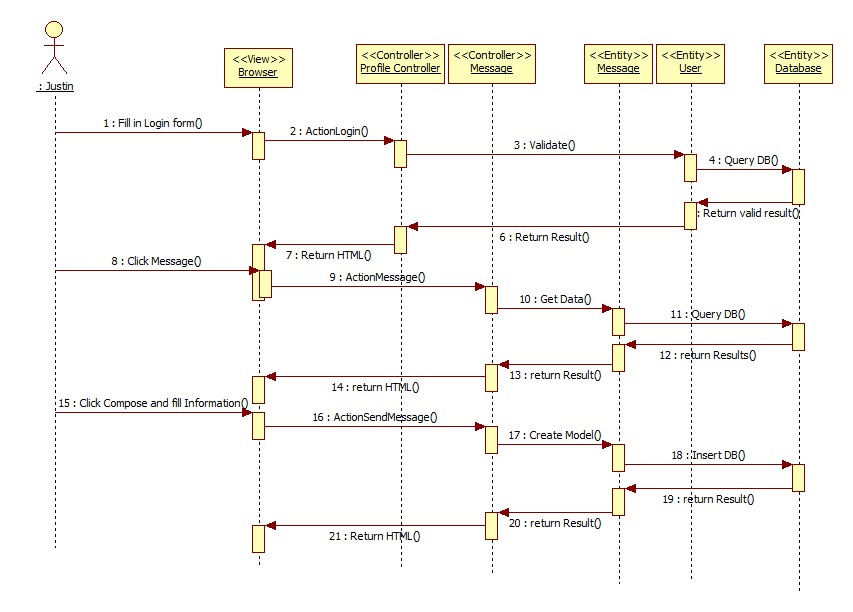 : Justin
<<View>>
Browser
<<Controller>>
Profile Controller
<<Controller>>
Message
<<Entity>>
Message
<<Entity>>
User
<<Entity>>
Database
1 : Fill in Login form()
2 : ActionLogin()
3 : Validate()
4 : Query DB()
: Return valid result()
6 : Return Result()
7 : Return HTML()
8 : Click Message()
9 : ActionMessage()
10 : Get Data()
11 : Query DB()
12 : return Results()
13 : return Result()
14 : return HTML()
15 : Click Compose and fill Information()
16 : ActionSendMessage()
17 : Create Model()
18 : Insert DB()
19 : return Result()
20 : return Result()
21 : Return HTML()